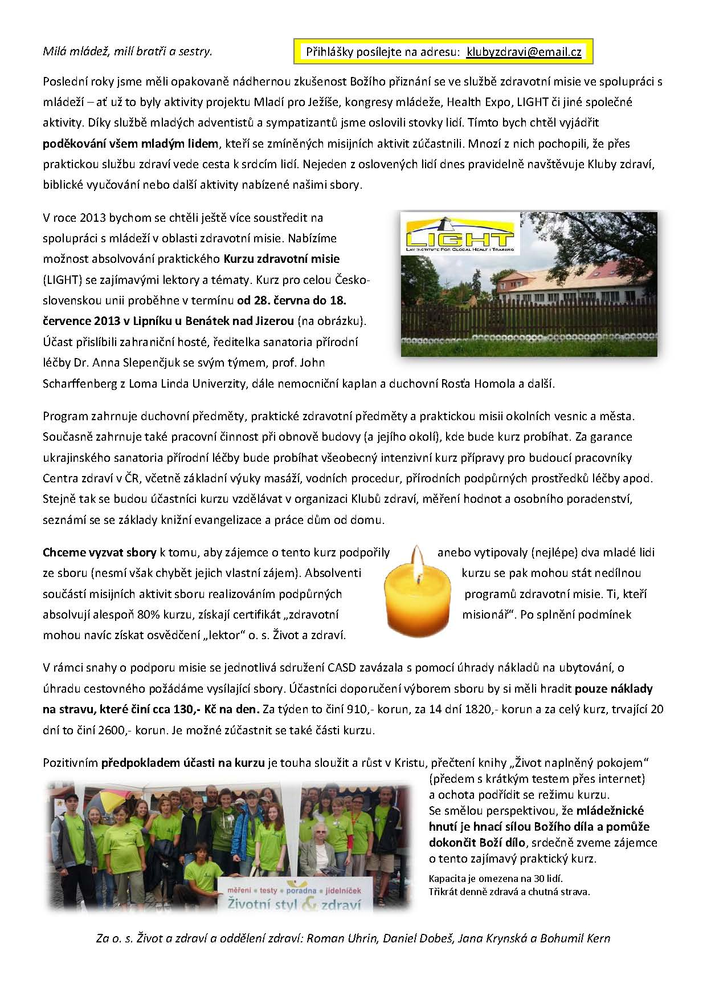 Milá mládež, milí bratři a sestry.
Přihlášky posílejte na adresu: klubyzdravi@email.cz
Poslední roky jsme měli opakovaně nádhernou zkušenost Božího přiznání se ve službě zdravotní misie ve spolupráci s
mládeží – ať už to byly aktivity projektu Mladí pro Ježíše, kongresy mládeže, Health Expo, LIGHT či jiné společné
aktivity. Díky službě mladých adventistů a sympatizantů jsme oslovili stovky lidí. Tímto bych chtěl vyjádřit
poděkování všem mladým lidem, kteří se zmíněných misijních aktivit zúčastnili. Mnozí z nich pochopili, že přes
praktickou službu zdraví vede cesta k srdcím lidí. Nejeden z oslovených lidí dnes pravidelně navštěvuje Kluby zdraví,
biblické vyučování nebo další aktivity nabízené našimi sbory.
V roce 2013 bychom se chtěli ještě více soustředit na
spolupráci s mládeží v oblasti zdravotní misie. Nabízíme
možnost absolvování praktického Kurzu zdravotní misie
(LIGHT) se zajímavými lektory a tématy. Kurz pro celou Česko-
slovenskou unii proběhne v termínu od 28. června do 18.
července 2013 v Lipníku u Benátek nad Jizerou (na obrázku).
Účast přislíbili zahraniční hosté, ředitelka sanatoria přírodní
léčby Dr. Anna Slepenčjuk se svým týmem, prof. John
Scharffenberg z Loma Linda Univerzity, dále nemocniční kaplan a duchovní Rosťa Homola a další.
LIGHT
LAY INSTITUTE FOR GLOBAL HEALTH TRAINING
Program zahrnuje duchovní předměty, praktické zdravotní předměty a praktickou misii okolních vesnic a města.
Současně zahrnuje také pracovní činnost při obnově budovy (a jejího okolí), kde bude kurz probíhat. Za garance
ukrajinského sanatoria přírodní léčby bude probíhat všeobecný intenzivní kurz přípravy pro budoucí pracovníky
Centra zdraví v ČR, včetně základní výuky masáží, vodních procedur, přírodních podpůrných prostředků léčby apod.
Stejně tak se budou účastníci kurzu vzdělávat v organizaci Klubů zdraví, měření hodnot a osobního poradenství,
seznámí se se základy knižní evangelizace a práce dům od domu.
Chceme vyzvat sbory k tomu, aby zájemce o tento kurz podpořily anebo vytipovaly (nejlépe) dva mladé lidi
ze sboru (nesmí však chybět jejich vlastní zájem). Absolventi kurzu se pak mohou stát nedílnou
součástí misijních aktivit sboru realizováním podpůrných programů zdravotní misie. Ti, kteří
absolvují alespoň 80% kurzu, získají certifikát „zdravotní misionář“. Po splnění podmínek
mohou navíc získat osvědčení „lektor“ o. s. Život a zdraví.
V rámci snahy o podporu misie se jednotlivá sdružení CASD zavázala s pomocí úhrady nákladů na ubytování, o
úhradu cestovného požádáme vysílající sbory. Účastníci doporučení výborem sboru by si měli hradit pouze náklady
na stravu, které činí cca 130,- Kč na den. Za týden to činí 910,- korun, za 14 dní 1820,- korun a za celý kurz, trvající 20
dní to činí 2600,- korun. Je možné zúčastnit se také části kurzu.
Pozitivním předpokladem účasti na kurzu je touha sloužit a růst v Kristu, přečtení knihy „Život naplněný pokojem“
(předem s krátkým testem přes internet)
a ochota podřídit se režimu kurzu.
Se smělou perspektivou, že mládežnické
hnutí je hnací sílou Božího díla a pomůže
dokončit Boží dílo, srdečně zveme zájemce
o tento zajímavý praktický kurz.
Kapacita je omezena na 30 lidí.
Třikrát denně zdravá a chutná strava.
měření • testy • poradna • jídelníček
Životní styl & zdraví
Za o. s. Život a zdraví a oddělení zdraví: Roman Uhrin, Daniel Dobeš, Jana Krynská a Bohumil Kern